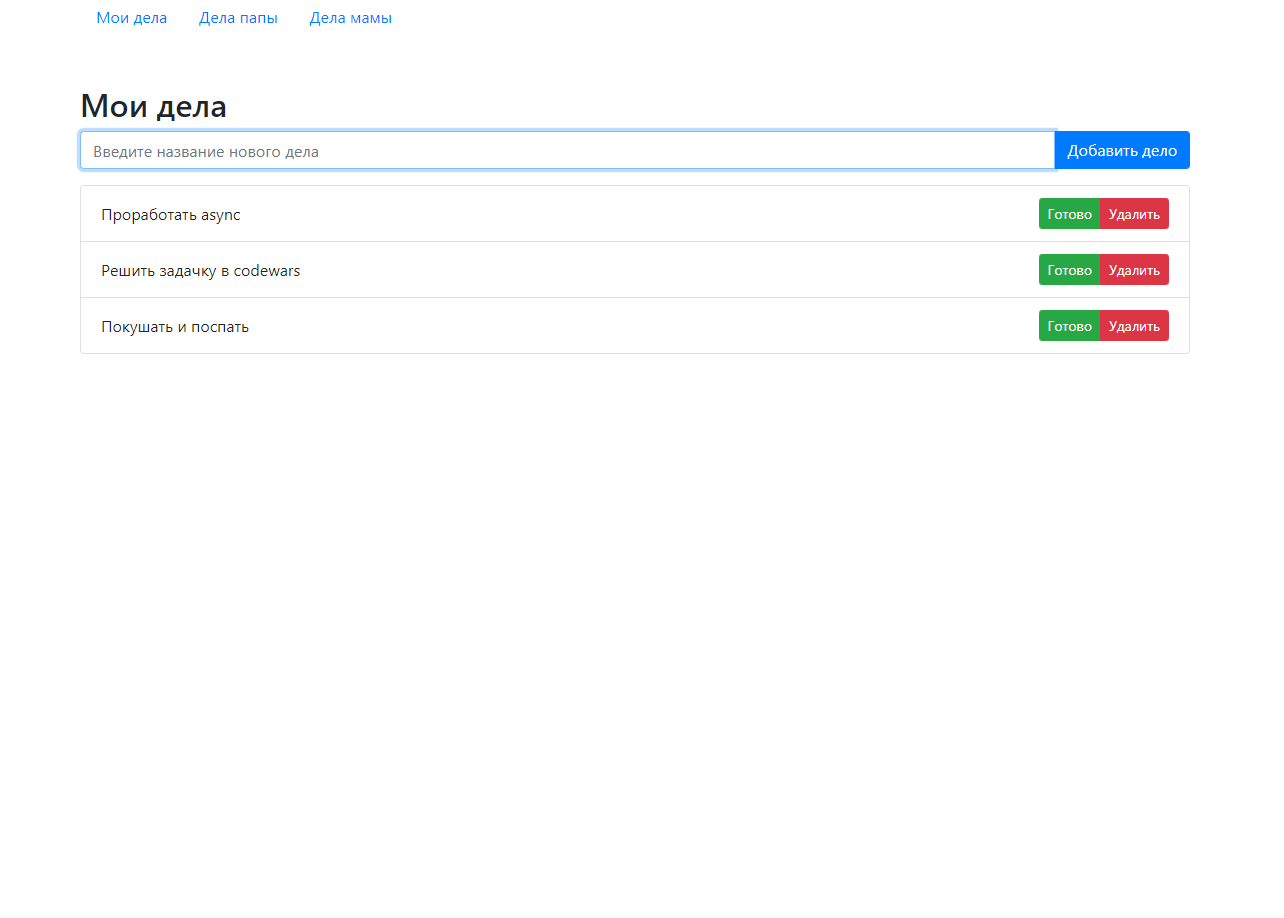 Мои дела Дела папы Дела мамы
Мои дела
Введите название нового дела Добавить дело
Проработать async Готово Удалить
Решить задачку в codewars Готово Удалить
Покушать и поспать Готово Удалить